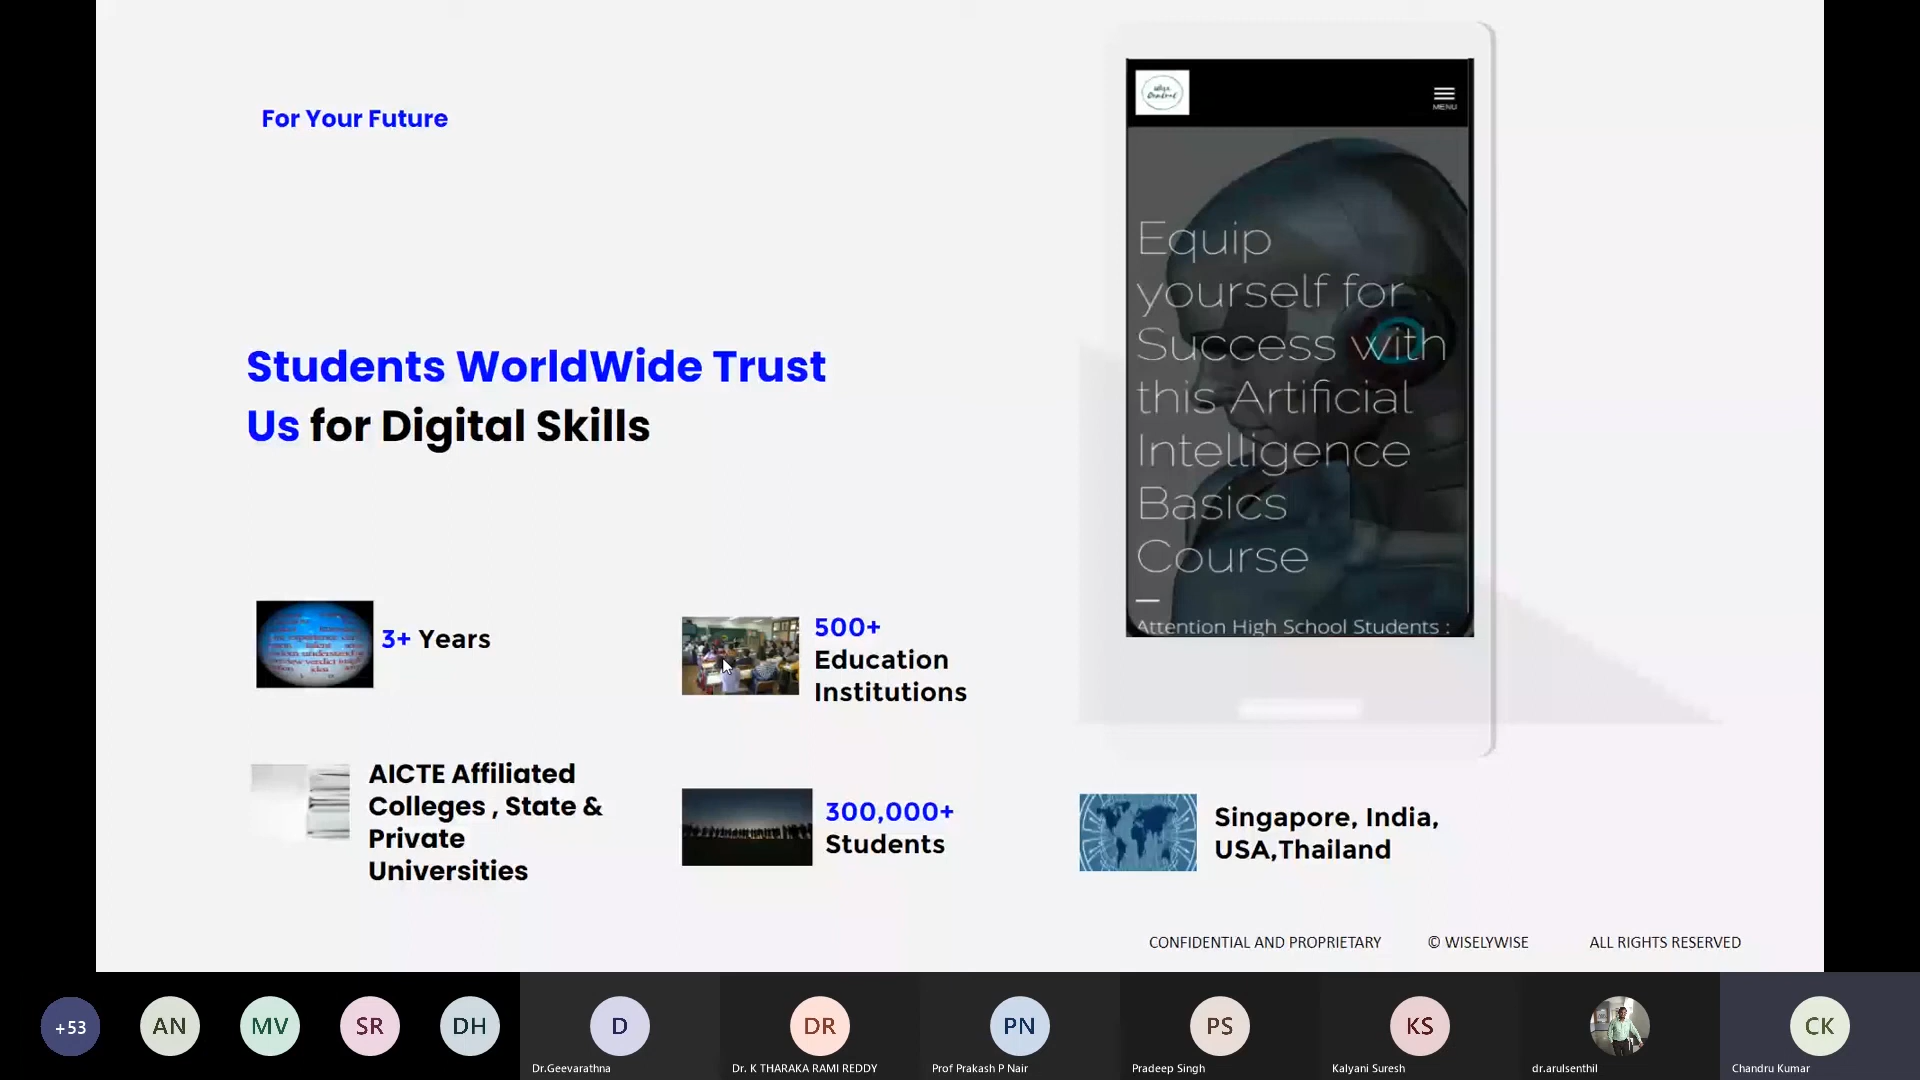 For Your Future
Students WorldWide Trust
Us for Digital Skills
MENU
Equip
yourself for
Success with
this Artificial
Intelligence
Basics
Course
Attention High School Students :
3+ Years
500+
Education
Institutions
AICTE Affiliated
Colleges , State &
Private
Universities
300,000+
Students
Singapore, India,
USA,Thailand
CONFIDENTIAL AND PROPRIETARY © WISELYWISE ALL RIGHTS RESERVED
+53 AN MV SR DH D DR PN PS KS CK
Dr.Geevarathna Dr. K THARAKA RAMI REDDY Prof Prakash P Nair Pradeep Singh Kalyani Suresh dr.arulsenthil Chandru Kumar